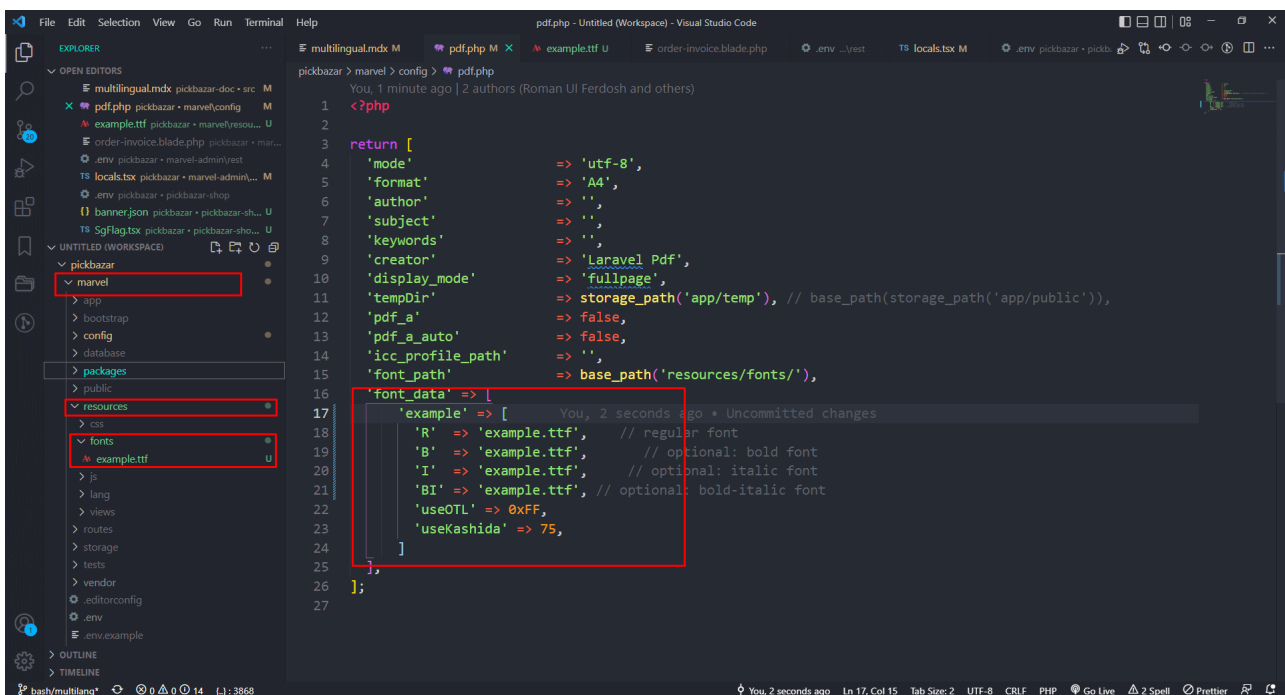 File Edit Selection View Go Run Terminal Help
pdf.php - Untitled (Workspace) - Visual Studio Code
EXPLORER
multilingual.mdx M
pdf.php M
example.ttf U
order-invoice.blade.php
.env ...\rest
TS locals.tsx M
.env pickbazar • pickb.
OPEN EDITORS
multilingual.mdx pickbazar-doc • src M
pdf.php pickbazar • marvel\config M
example.ttf pickbazar • marvel\resou... U
order-invoice.blade.php pickbazar • mar...
.env pickbazar • marvel-admin\rest
TS locals.tsx pickbazar • marvel-admin\... M
.env pickbazar • pickbazar-shop
{} banner.json pickbazar • pickbazar-sh... U
TS SgFlag.tsx pickbazar • pickbazar-sho... U
UNTITLED (WORKSPACE)
pickbazar
marvel
app
bootstrap
config
database
packages
public
resources
css
fonts
example.ttf U
js
lang
views
routes
storage
tests
vendor
.editorconfig
.env
.env.example
OUTLINE
TIMELINE
20
1
pickbazar > marvel > config > pdf.php
You, 1 minute ago | 2 authors (Roman Ul Ferdosh and others)
1 <?php
2
3 return [
4 'mode' => 'utf-8',
5 'format' => 'A4',
6 'author' => '',
7 'subject' => '',
8 'keywords' => '',
9 'creator' => 'Laravel Pdf',
10 'display_mode' => 'fullpage',
11 'tempDir' => storage_path('app/temp'), // base_path(storage_path('app/public')),
12 'pdf_a' => false,
13 'pdf_a_auto' => false,
14 'icc_profile_path' => '',
15 'font_path' => base_path('resources/fonts/'),
16 'font_data' => [
17 'example' => [ You, 2 seconds ago • Uncommitted changes
18 'R' => 'example.ttf', // regular font
19 'B' => 'example.ttf', // optional: bold font
20 'I' => 'example.ttf', // optional: italic font
21 'BI' => 'example.ttf', // optional: bold-italic font
22 'useOTL' => 0xFF,
23 'useKashida' => 75,
24 ]
25 ],
26 ];
27
bash/multilang* 0 0 14 {..} : 3868
You, 2 seconds ago Ln 17, Col 15 Tab Size: 2 UTF-8 CRLF PHP Go Live 2 Spell Prettier